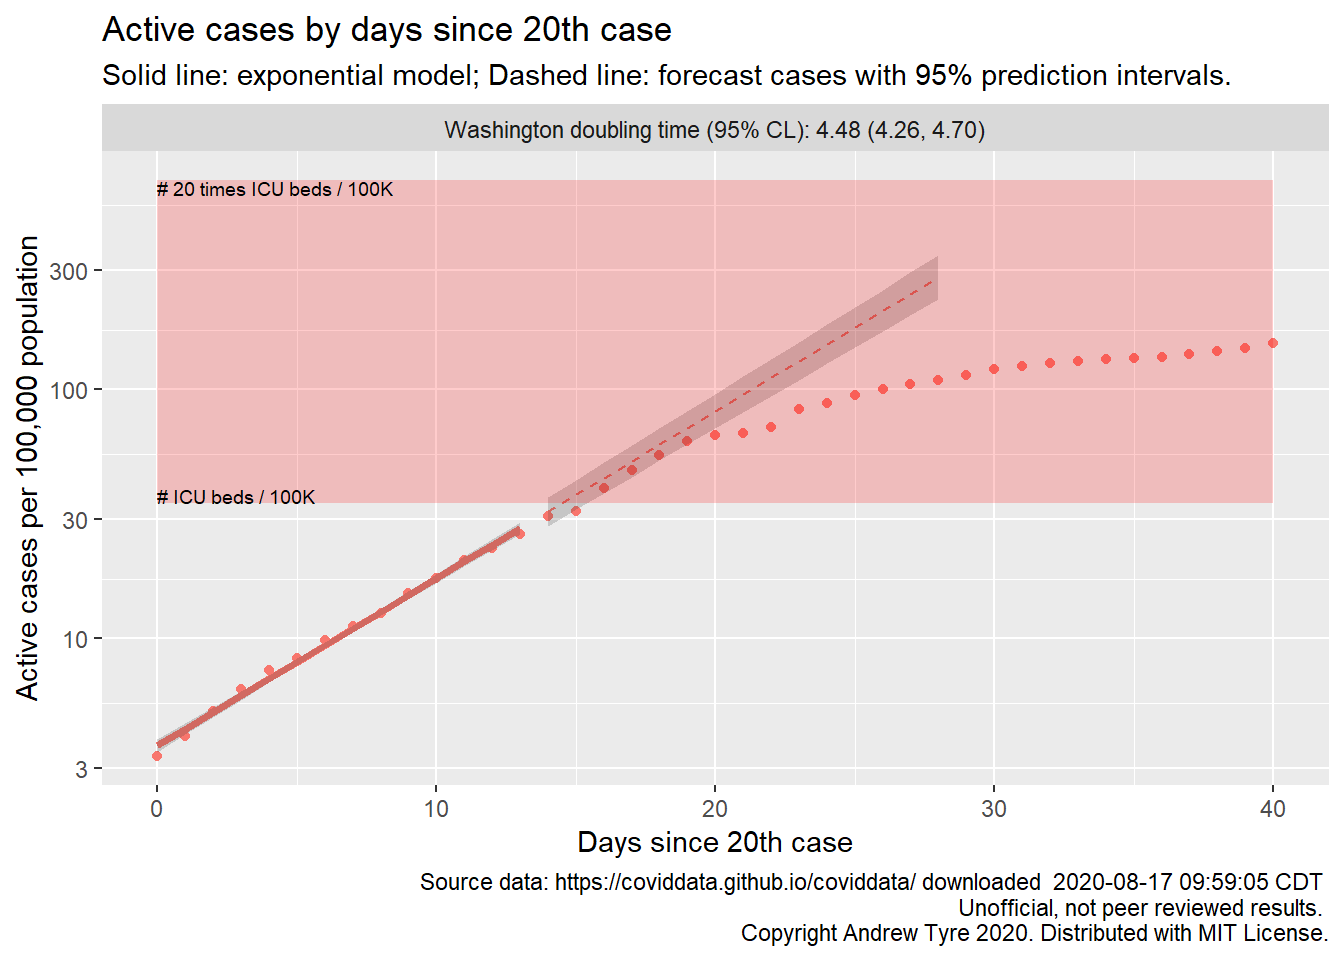 Active cases by days since 20th case
Solid line: exponential model; Dashed line: forecast cases with 95% prediction intervals.
Washington doubling time (95% CL): 4.48 (4.26, 4.70)
# 20 times ICU beds / 100K
300
100
# ICU beds / 100K
30
10
3
Active cases per 100,000 population
0 10 20 30 40
Days since 20th case
Source data: https://coviddata.github.io/coviddata/ downloaded  2020-08-17 09:59:05 CDT
Unofficial, not peer reviewed results.
Copyright Andrew Tyre 2020. Distributed with MIT License.